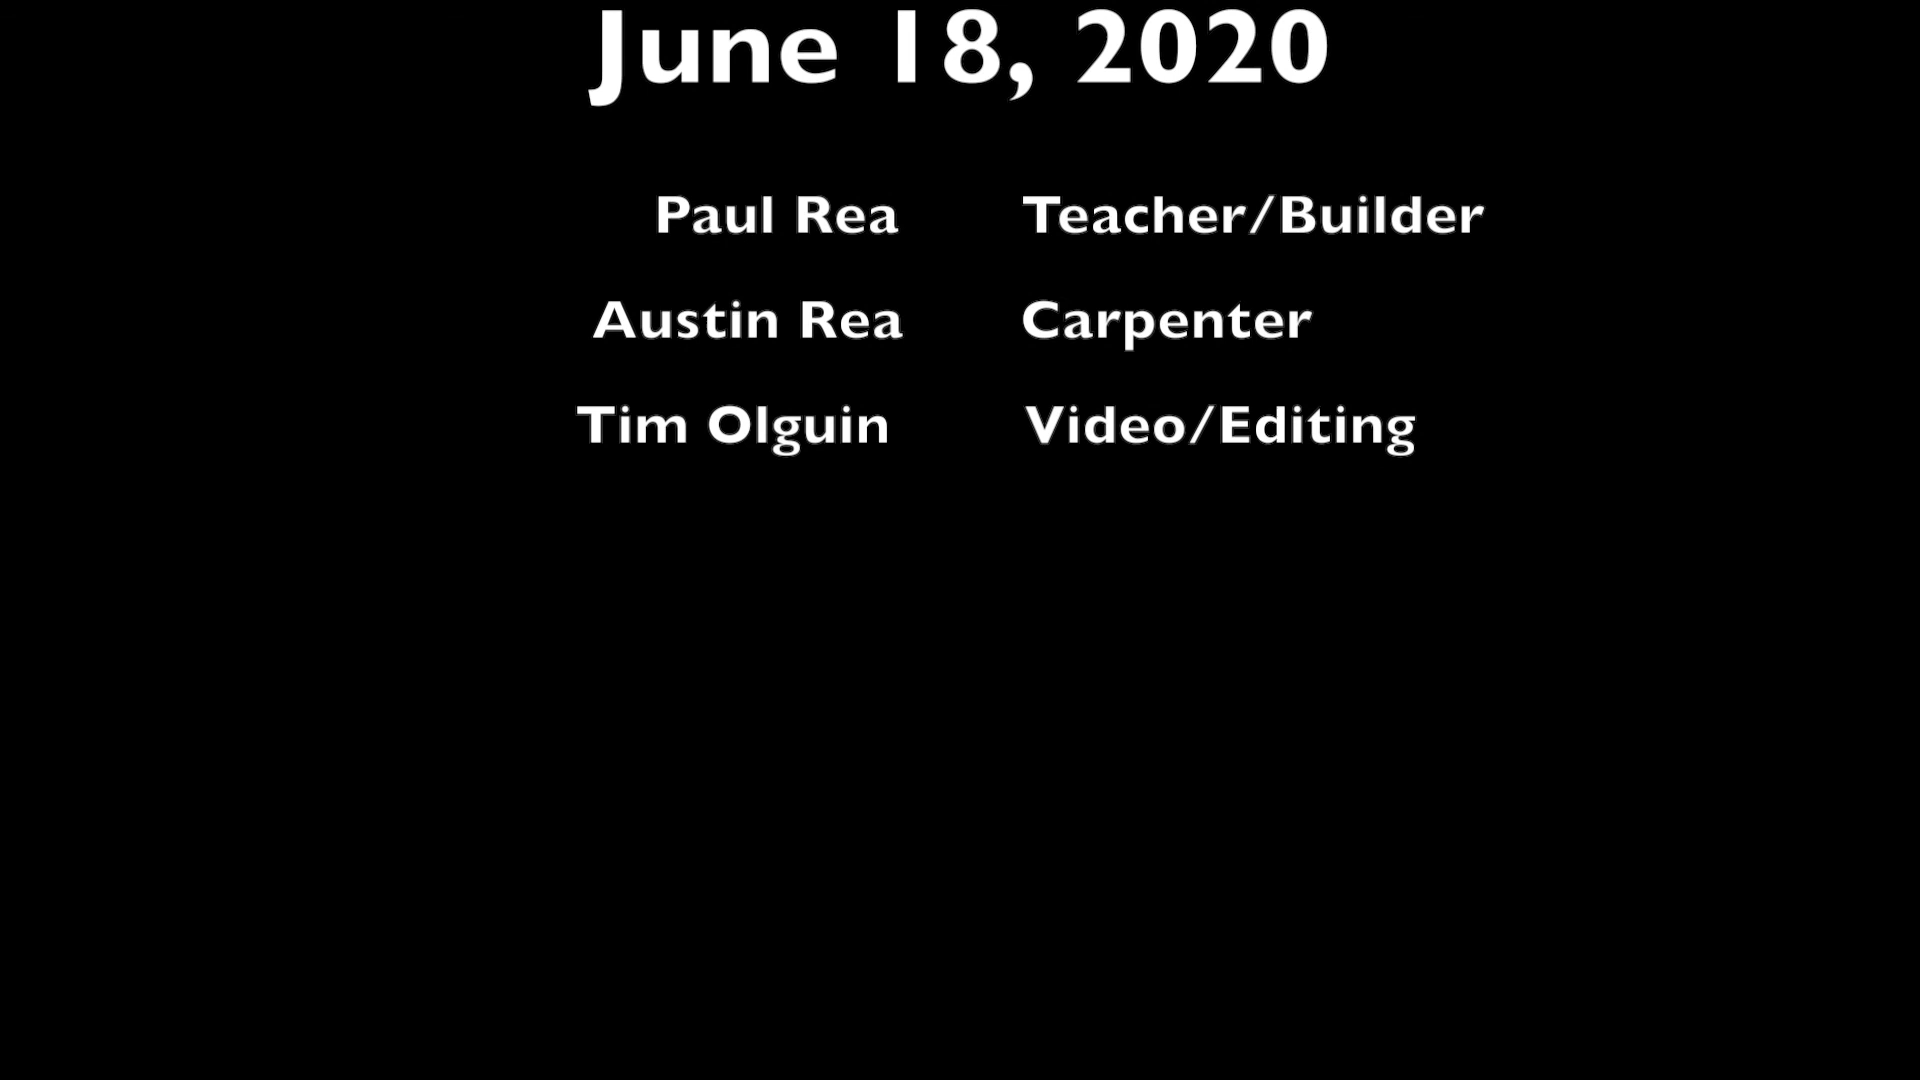 June 18, 2020
Paul Rea Teacher/Builder
Austin Rea Carpenter
Tim Olguin Video/Editing